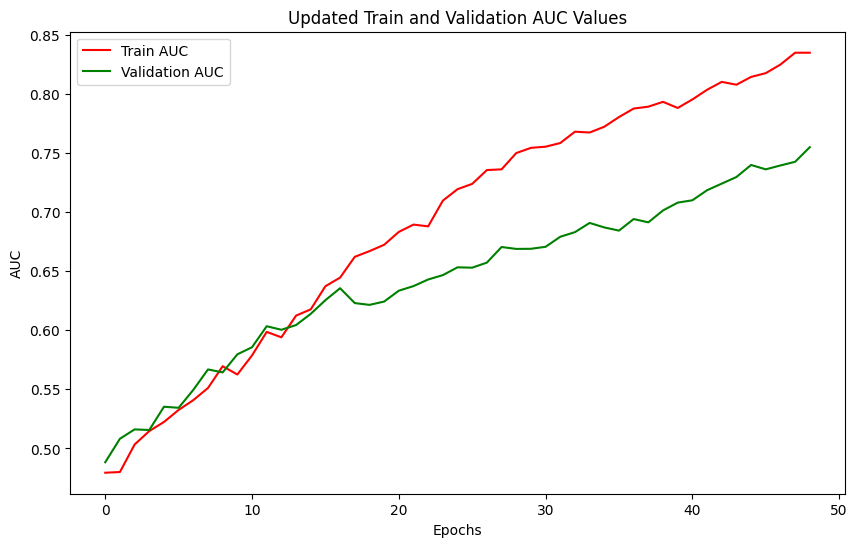 Updated Train and Validation AUC Values
Train AUC
Validation AUC
0.85
0.80
0.75
0.70
0.65
0.60
0.55
0.50
AUC
0 10 20 30 40 50
Epochs